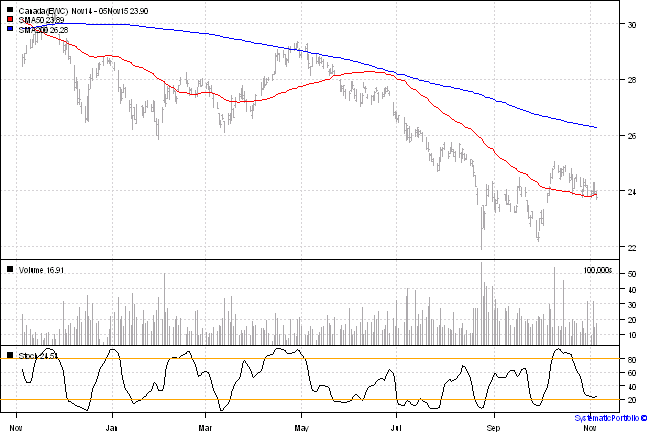 Canada(EWC) Nov14 - 05Nov15 23.90
SMA50 23.89
SMA200 26.28
30
28
26
24
22
Volume 16.91
100,000s
50
40
30
20
10
Stock 24.54
80
60
40
20
Nov Jan Mar May Jul Sep Nov
SystematicPortfolio ©